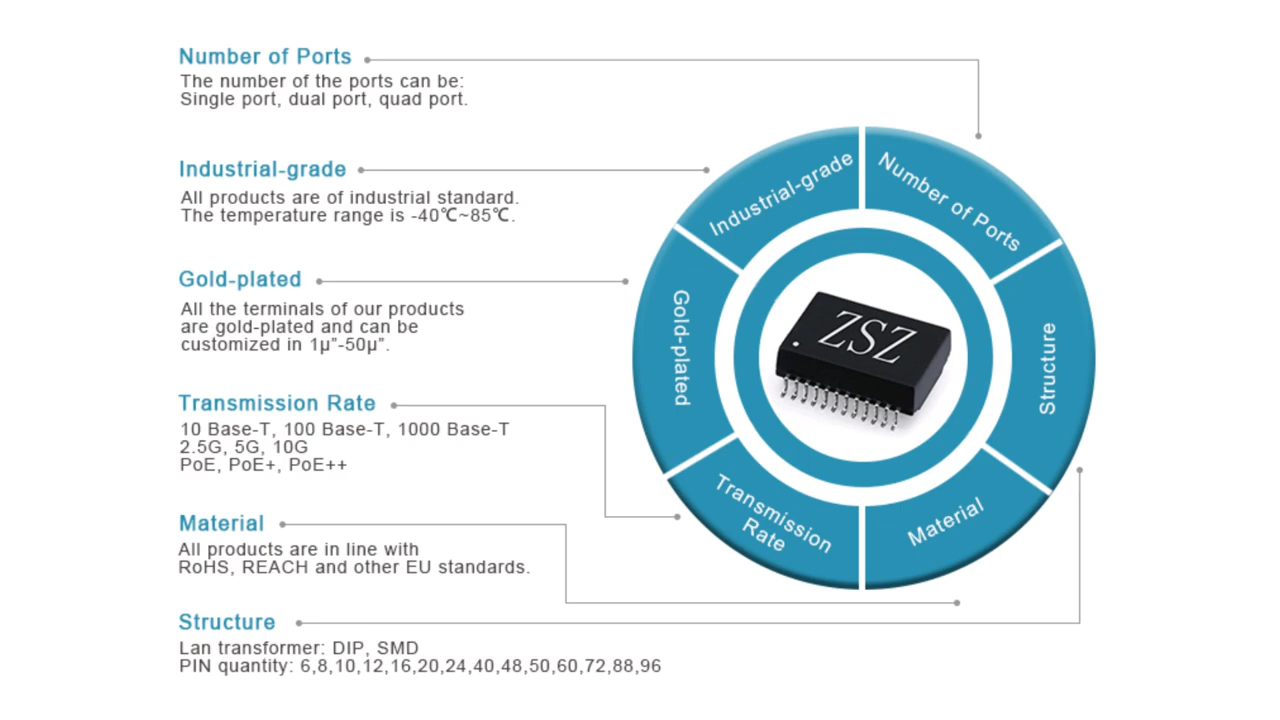 Number of Ports
The number of the ports can be:
Single port, dual port, quad port.
Industrial-grade
All products are of industrial standard.
The temperature range is -40℃~85℃.
Gold-plated
All the terminals of our products
are gold-plated and can be
customized in 1μ”-50μ”.
Transmission Rate
10 Base-T, 100 Base-T, 1000 Base-T
2.5G, 5G, 10G
PoE, PoE+, PoE++
Material
All products are in line with
RoHS, REACH and other EU standards.
Structure
Lan transformer: DIP, SMD
PIN quantity: 6,8,10,12,16,20,24,40,48,50,60,72,88,96
Industrial-grade
Number of Ports
Gold-plated
Structure
Transmission
Rate
Material
ZSZ